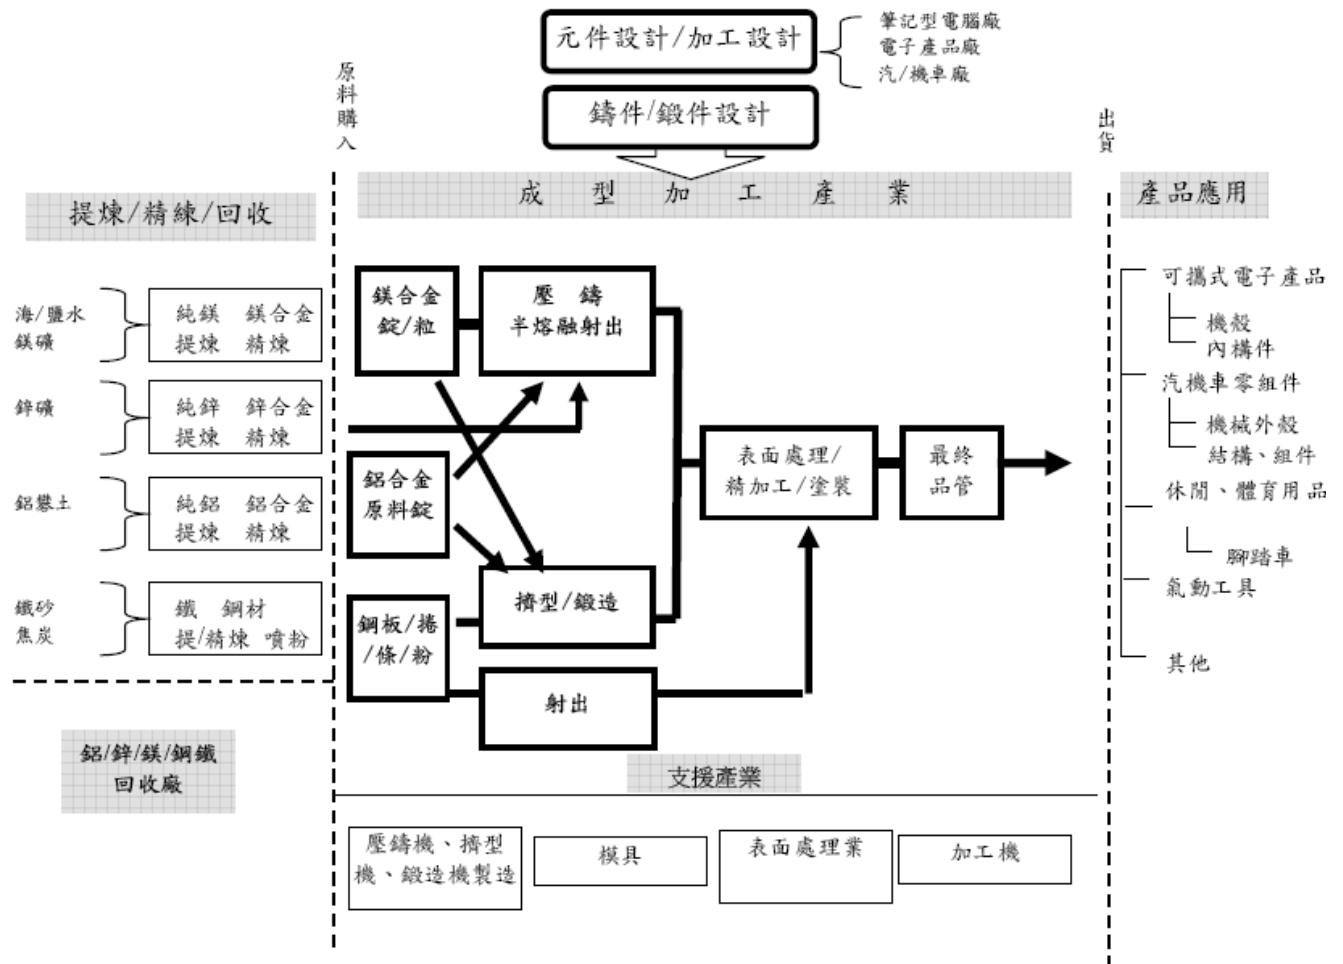 元件設計/加工設計
筆記型電腦廠
電子產品廠
汽/機車廠
鑄件/鍛件設計
原料購入
出貨
提煉/精練/回收
成型加工產業
產品應用
海/鹽水
鎂礦
純鎂 鎂合金
提煉 精煉
鋅礦
純鋅 鋅合金
提煉 精煉
鋁礬土
純鋁 鋁合金
提煉 精煉
鐵砂
焦炭
鐵 鋼材
提/精煉 噴粉
鋁/鋅/鎂/鋼鐵
回收廠
鎂合金
錠/粒
壓 鑄
半熔融射出
鋁合金
原料錠
擠型/鍛造
鋼板/捲
/條/粉
射出
表面處理/
精加工/塗裝
最終
品管
可攜式電子產品
機殼
內構件
汽機車零組件
機械外殼
結構、組件
休閒、體育用品
腳踏車
氣動工具
其他
支援產業
壓鑄機、擠型
機、鍛造機製造
模具
表面處理業
加工機